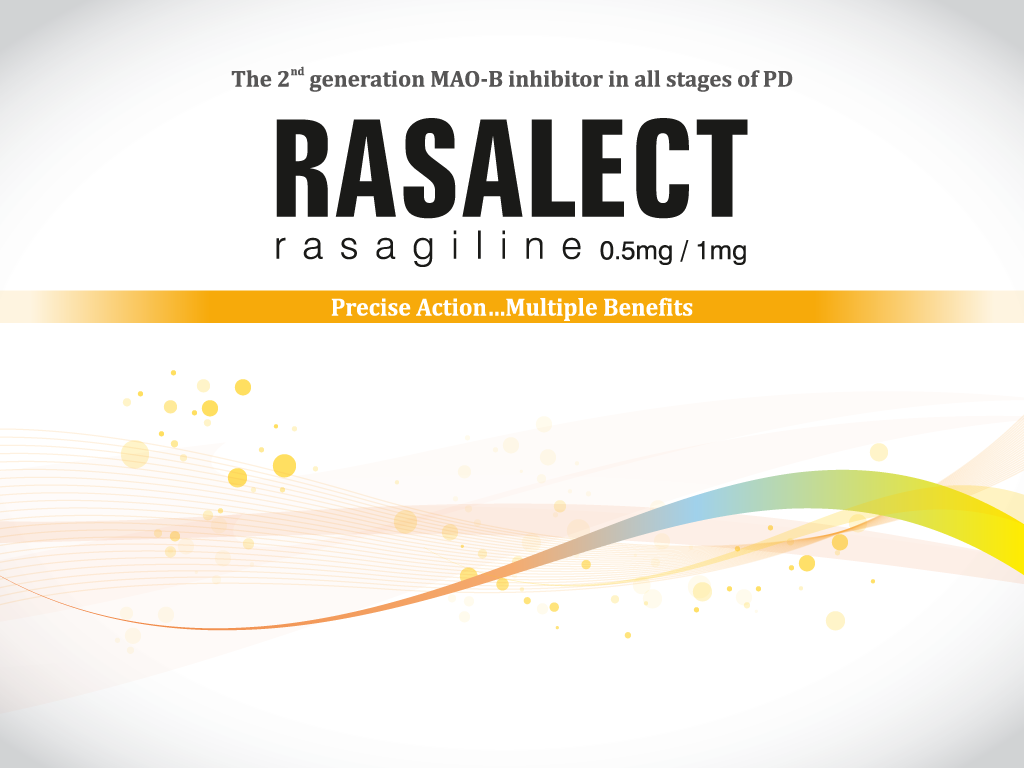 The 2nd generation MAO-B inhibitor in all stages of PD
RASALECT
rasagiline 0.5mg / 1mg
Precise Action...Multiple Benefits